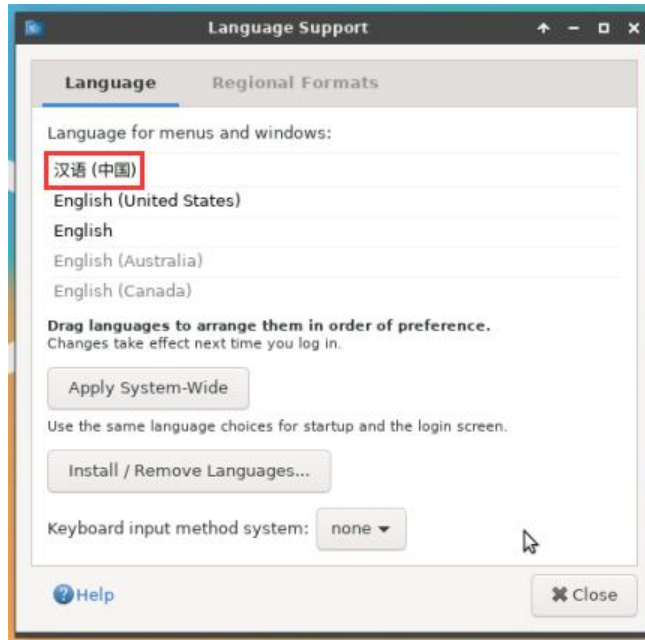 Language Support
Language Regional Formats
Language for menus and windows:
汉语 (中国)
English (United States)
English
English (Australia)
English (Canada)
Drag languages to arrange them in order of preference.
Changes take effect next time you log in.
Apply System-Wide
Use the same language choices for startup and the login screen.
Install / Remove Languages...
Keyboard input method system: none
Help Close